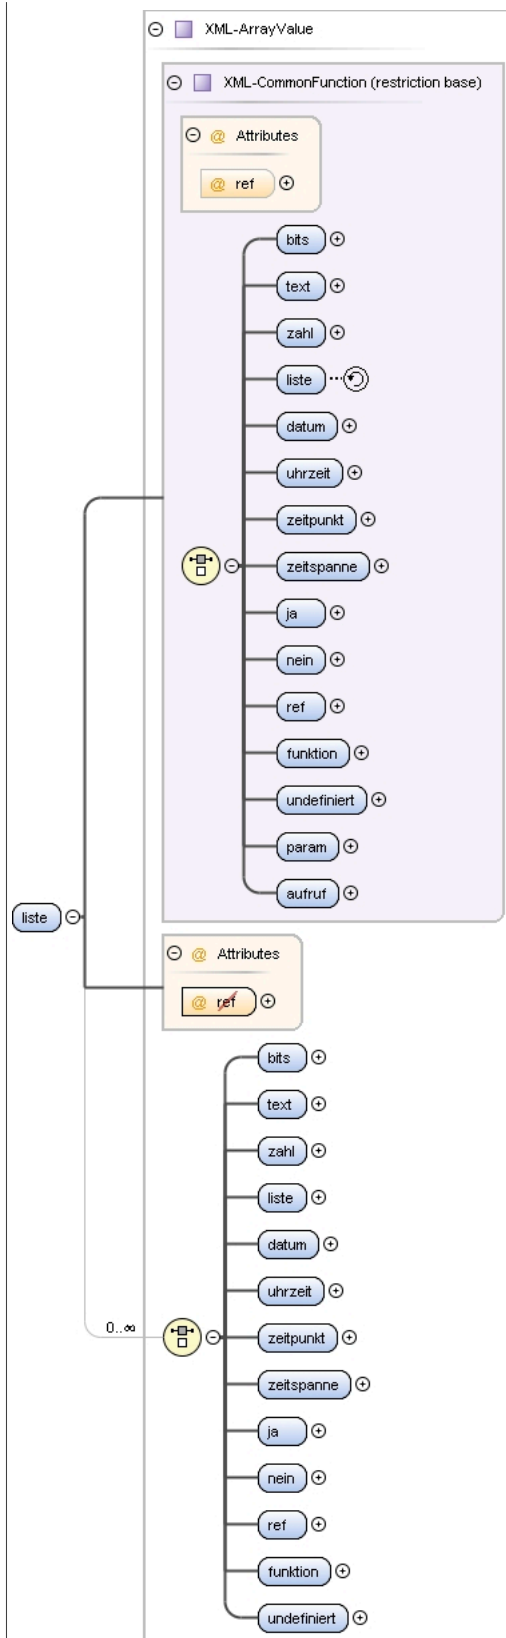 XML-ArrayValue
XML-CommonFunction (restriction base)
@ Attributes
@ ref
bits
text
zahl
liste
datum
uhrzeit
zeitpunkt
zeitspanne
ja
nein
ref
funktion
undefiniert
param
aufruf
liste
@ Attributes
@ ref
bits
text
zahl
liste
datum
uhrzeit
0..∞
zeitpunkt
zeitspanne
ja
nein
ref
funktion
undefiniert